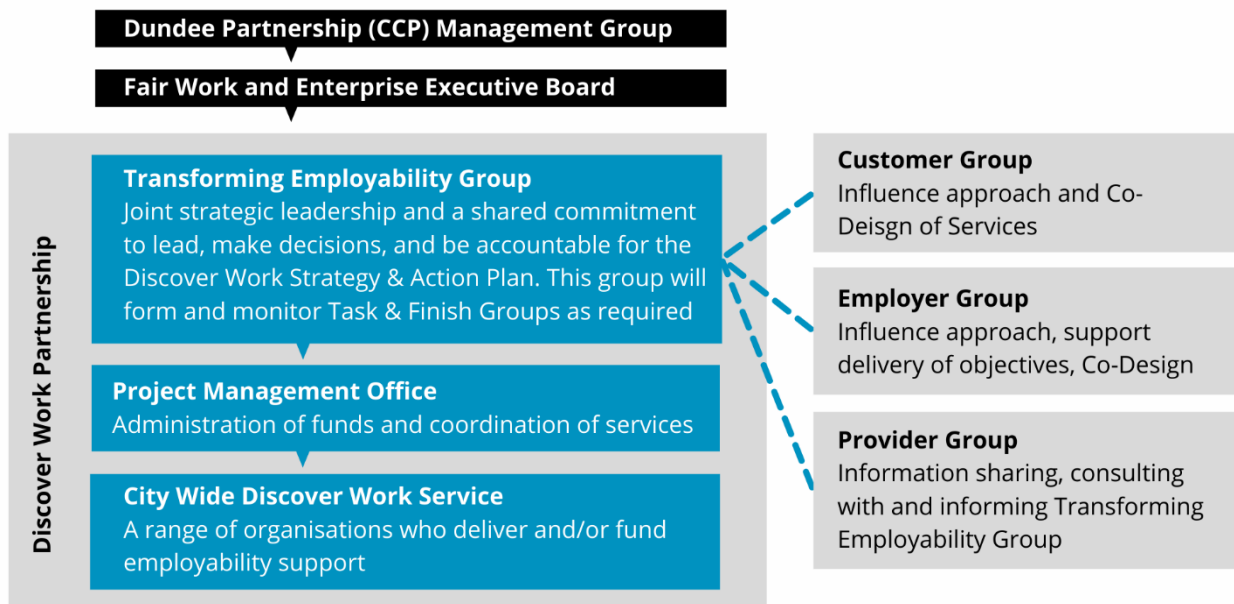 Dundee Partnership (CCP) Management Group
Fair Work and Enterprise Executive Board
Discover Work Partnership
Transforming Employability Group
Joint strategic leadership and a shared commitment
to lead, make decisions, and be accountable for the
Discover Work Strategy & Action Plan. This group will
form and monitor Task & Finish Groups as required
Project Management Office
Administration of funds and coordination of services
City Wide Discover Work Service
A range of organisations who deliver and/or fund
employability support
Customer Group
Influence approach and Co-
Deisgn of Services
Employer Group
Influence approach, support
delivery of objectives, Co-Design
Provider Group
Information sharing, consulting
with and informing Transforming
Employability Group